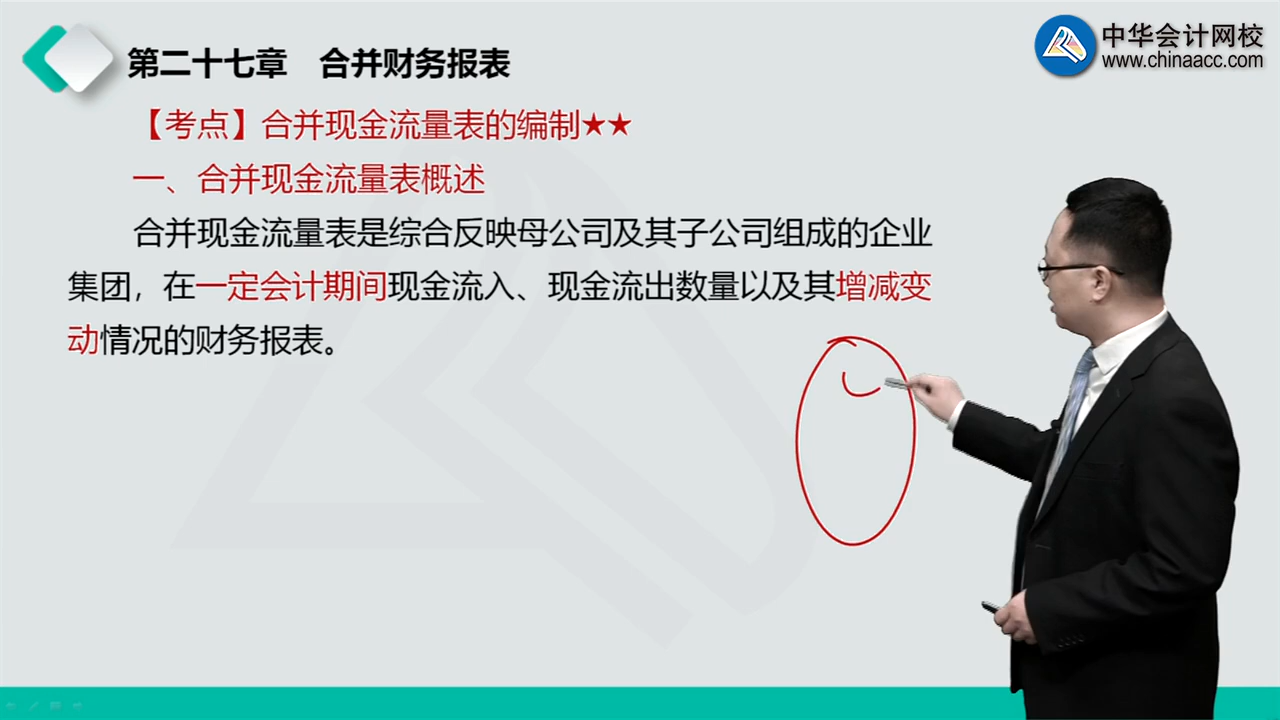 中华会计网校
www.chinaacc.com
第二十七章 合并财务报表
【考点】合并现金流量表的编制★★
一、合并现金流量表概述
合并现金流量表是综合反映母公司及其子公司组成的企业
集团，在一定会计期间现金流入、现金流出数量以及其增减变
动情况的财务报表。